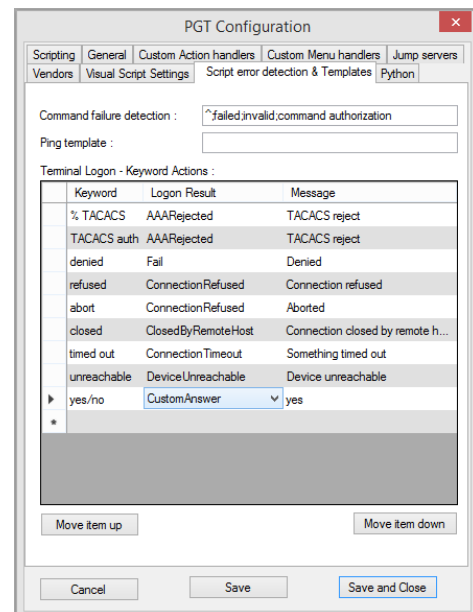 PGT Configuration
×
Scripting General Custom Action handlers Custom Menu handlers Jump servers
Vendors Visual Script Settings Script error detection & Templates Python
Command failure detection : ^;failed;invalid;command authorization
Ping template :
Terminal Logon - Keyword Actions :
Keyword Logon Result Message
% TACACS AAARejected TACACS reject
TACACS auth AAARejected TACACS reject
denied Fail Denied
refused ConnectionRefused Connection refused
abort ConnectionRefused Aborted
closed ClosedByRemoteHost Connection closed by remote h...
timed out ConnectionTimeout Something timed out
unreachable DeviceUnreachable Device unreachable
yes/no CustomAnswer yes
*
Move item up Move item down
Cancel Save Save and Close